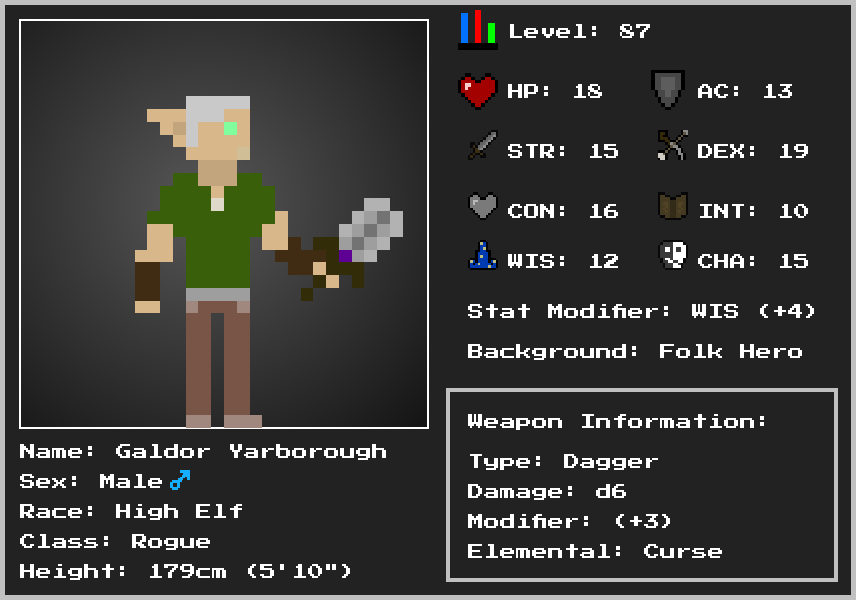 Level: 87
HP: 18 AC: 13
STR: 15 DEX: 19
CON: 16 INT: 10
WIS: 12 CHA: 15
Stat Modifier: WIS (+4)
Background: Folk Hero
Weapon Information:
Type: Dagger
Damage: d6
Modifier: (+3)
Elemental: Curse
Name: Galdor Yarborough
Sex: Male ♂
Race: High Elf
Class: Rogue
Height: 179cm (5'10")